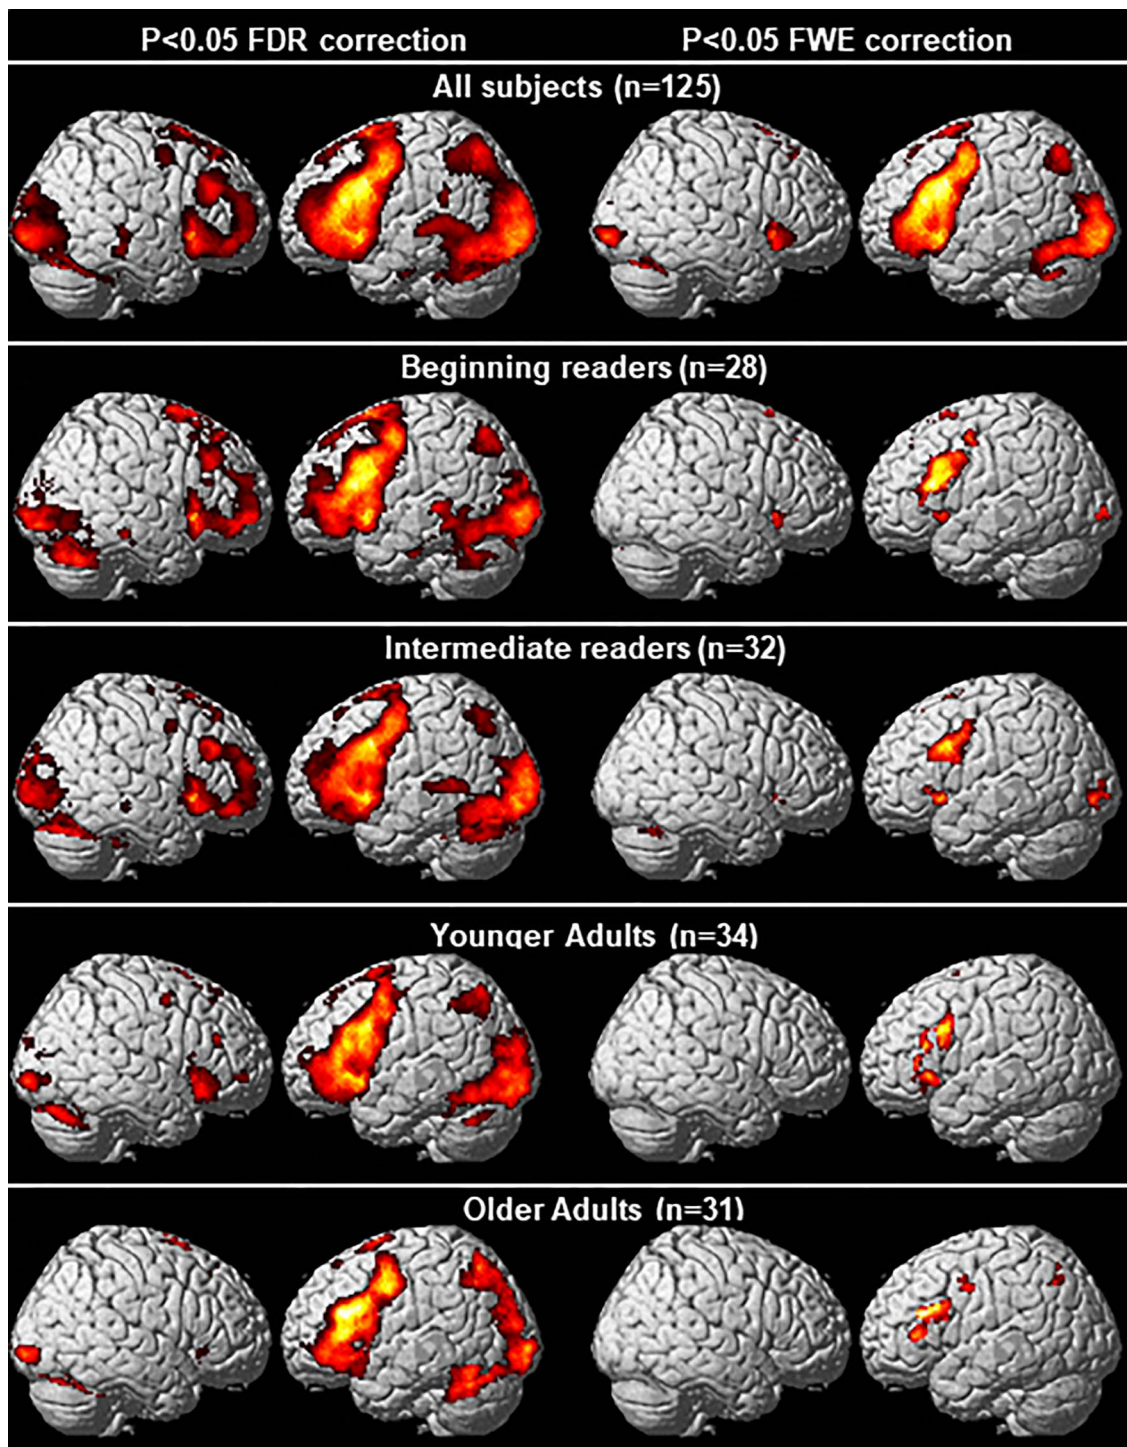 P<0.05 FDR correction P<0.05 FWE correction
All subjects (n=125)
Beginning readers (n=28)
Intermediate readers (n=32)
Younger Adults (n=34)
Older Adults (n=31)